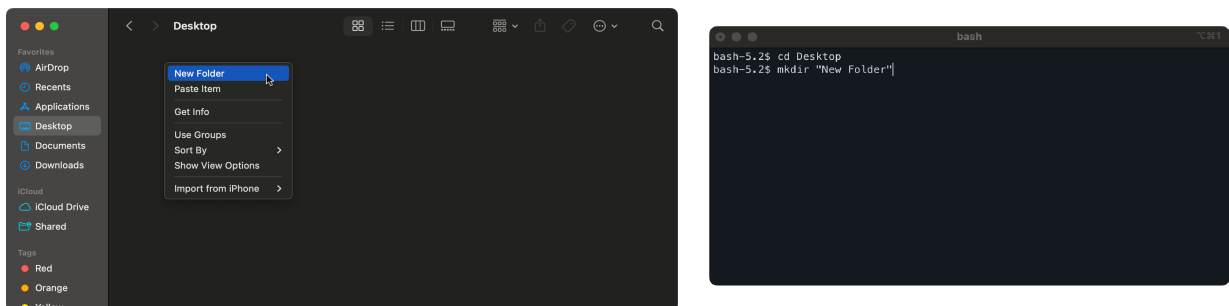 Desktop
Favorites
AirDrop
Recents
Applications
Desktop
Documents
Downloads
iCloud
iCloud Drive
Shared
Tags
Red
Orange
Yellow
New Folder
Paste Item
Get Info
Use Groups
Sort By
Show View Options
Import from iPhone
bash
⌥⌘1
bash-5.2$ cd Desktop
bash-5.2$ mkdir "New Folder"